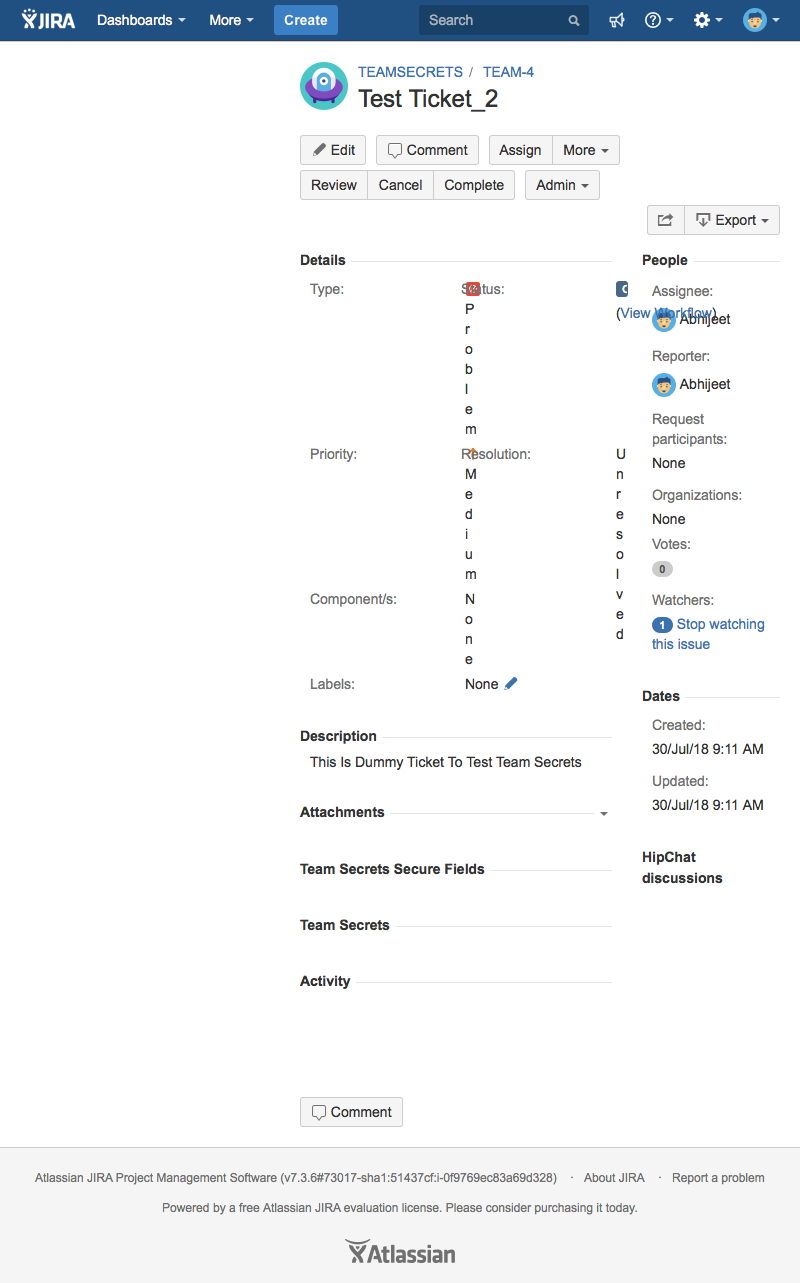 JIRA Dashboards More Create Search
TEAMSECRETS / TEAM-4
Test Ticket_2
Edit Comment Assign More
Review Cancel Complete Admin
Export
Details
Type: Problem
Status:
(View Workflow)
Priority: Medium
Resolution: Unresolved
Component/s: None
Labels: None
Description
This Is Dummy Ticket To Test Team Secrets
Attachments
Team Secrets Secure Fields
Team Secrets
Activity
Comment
People
Assignee:
Abhijeet
Reporter:
Abhijeet
Request
participants:
None
Organizations:
None
Votes:
0
Watchers:
1 Stop watching
this issue
Dates
Created:
30/Jul/18 9:11 AM
Updated:
30/Jul/18 9:11 AM
HipChat
discussions
Atlassian JIRA Project Management Software (v7.3.6#73017-sha1:51437cf:i-0f9769ec83a69d328) · About JIRA · Report a problem
Powered by a free Atlassian JIRA evaluation license. Please consider purchasing it today.
Atlassian